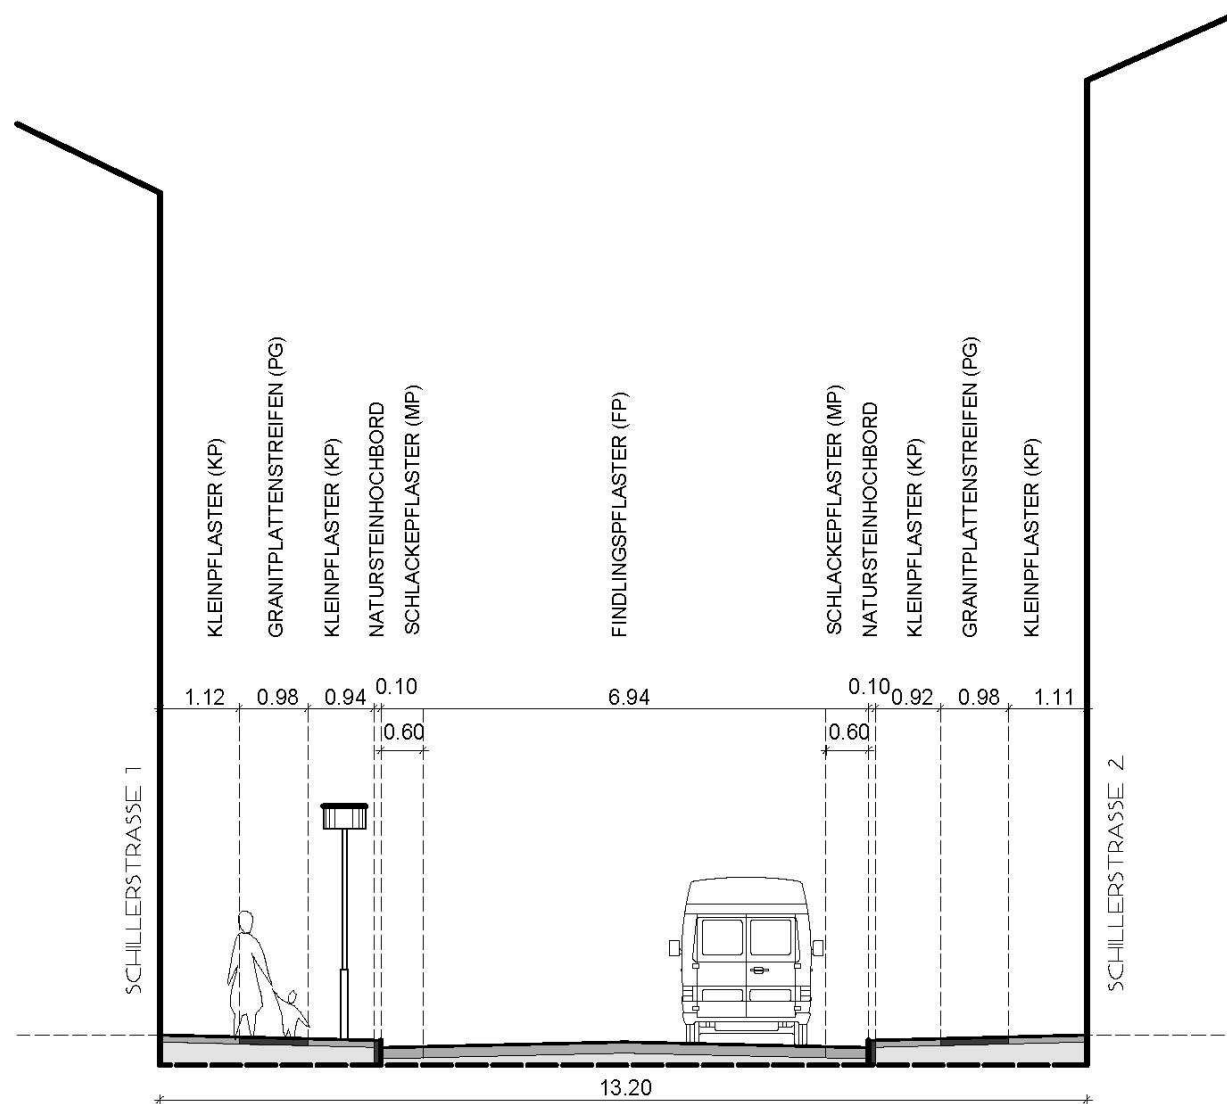 KLEINPFLASTER (KP)
GRANITPLATTENSTREIFEN (PG)
KLEINPFLASTER (KP)
NATURSTEINHOCHBORD
SCHLACKEPFLASTER (MP)
FINDLINGSPFLASTER (FP)
SCHLACKEPFLASTER (MP)
NATURSTEINHOCHBORD
KLEINPFLASTER (KP)
GRANITPLATTENSTREIFEN (PG)
KLEINPFLASTER (KP)
1.12 0.98 0.94 0.10 6.94 0.10 0.92 0.98 1.11
0.60 0.60
SCHILLERSTRASSE 1
SCHILLERSTRASSE 2
13.20